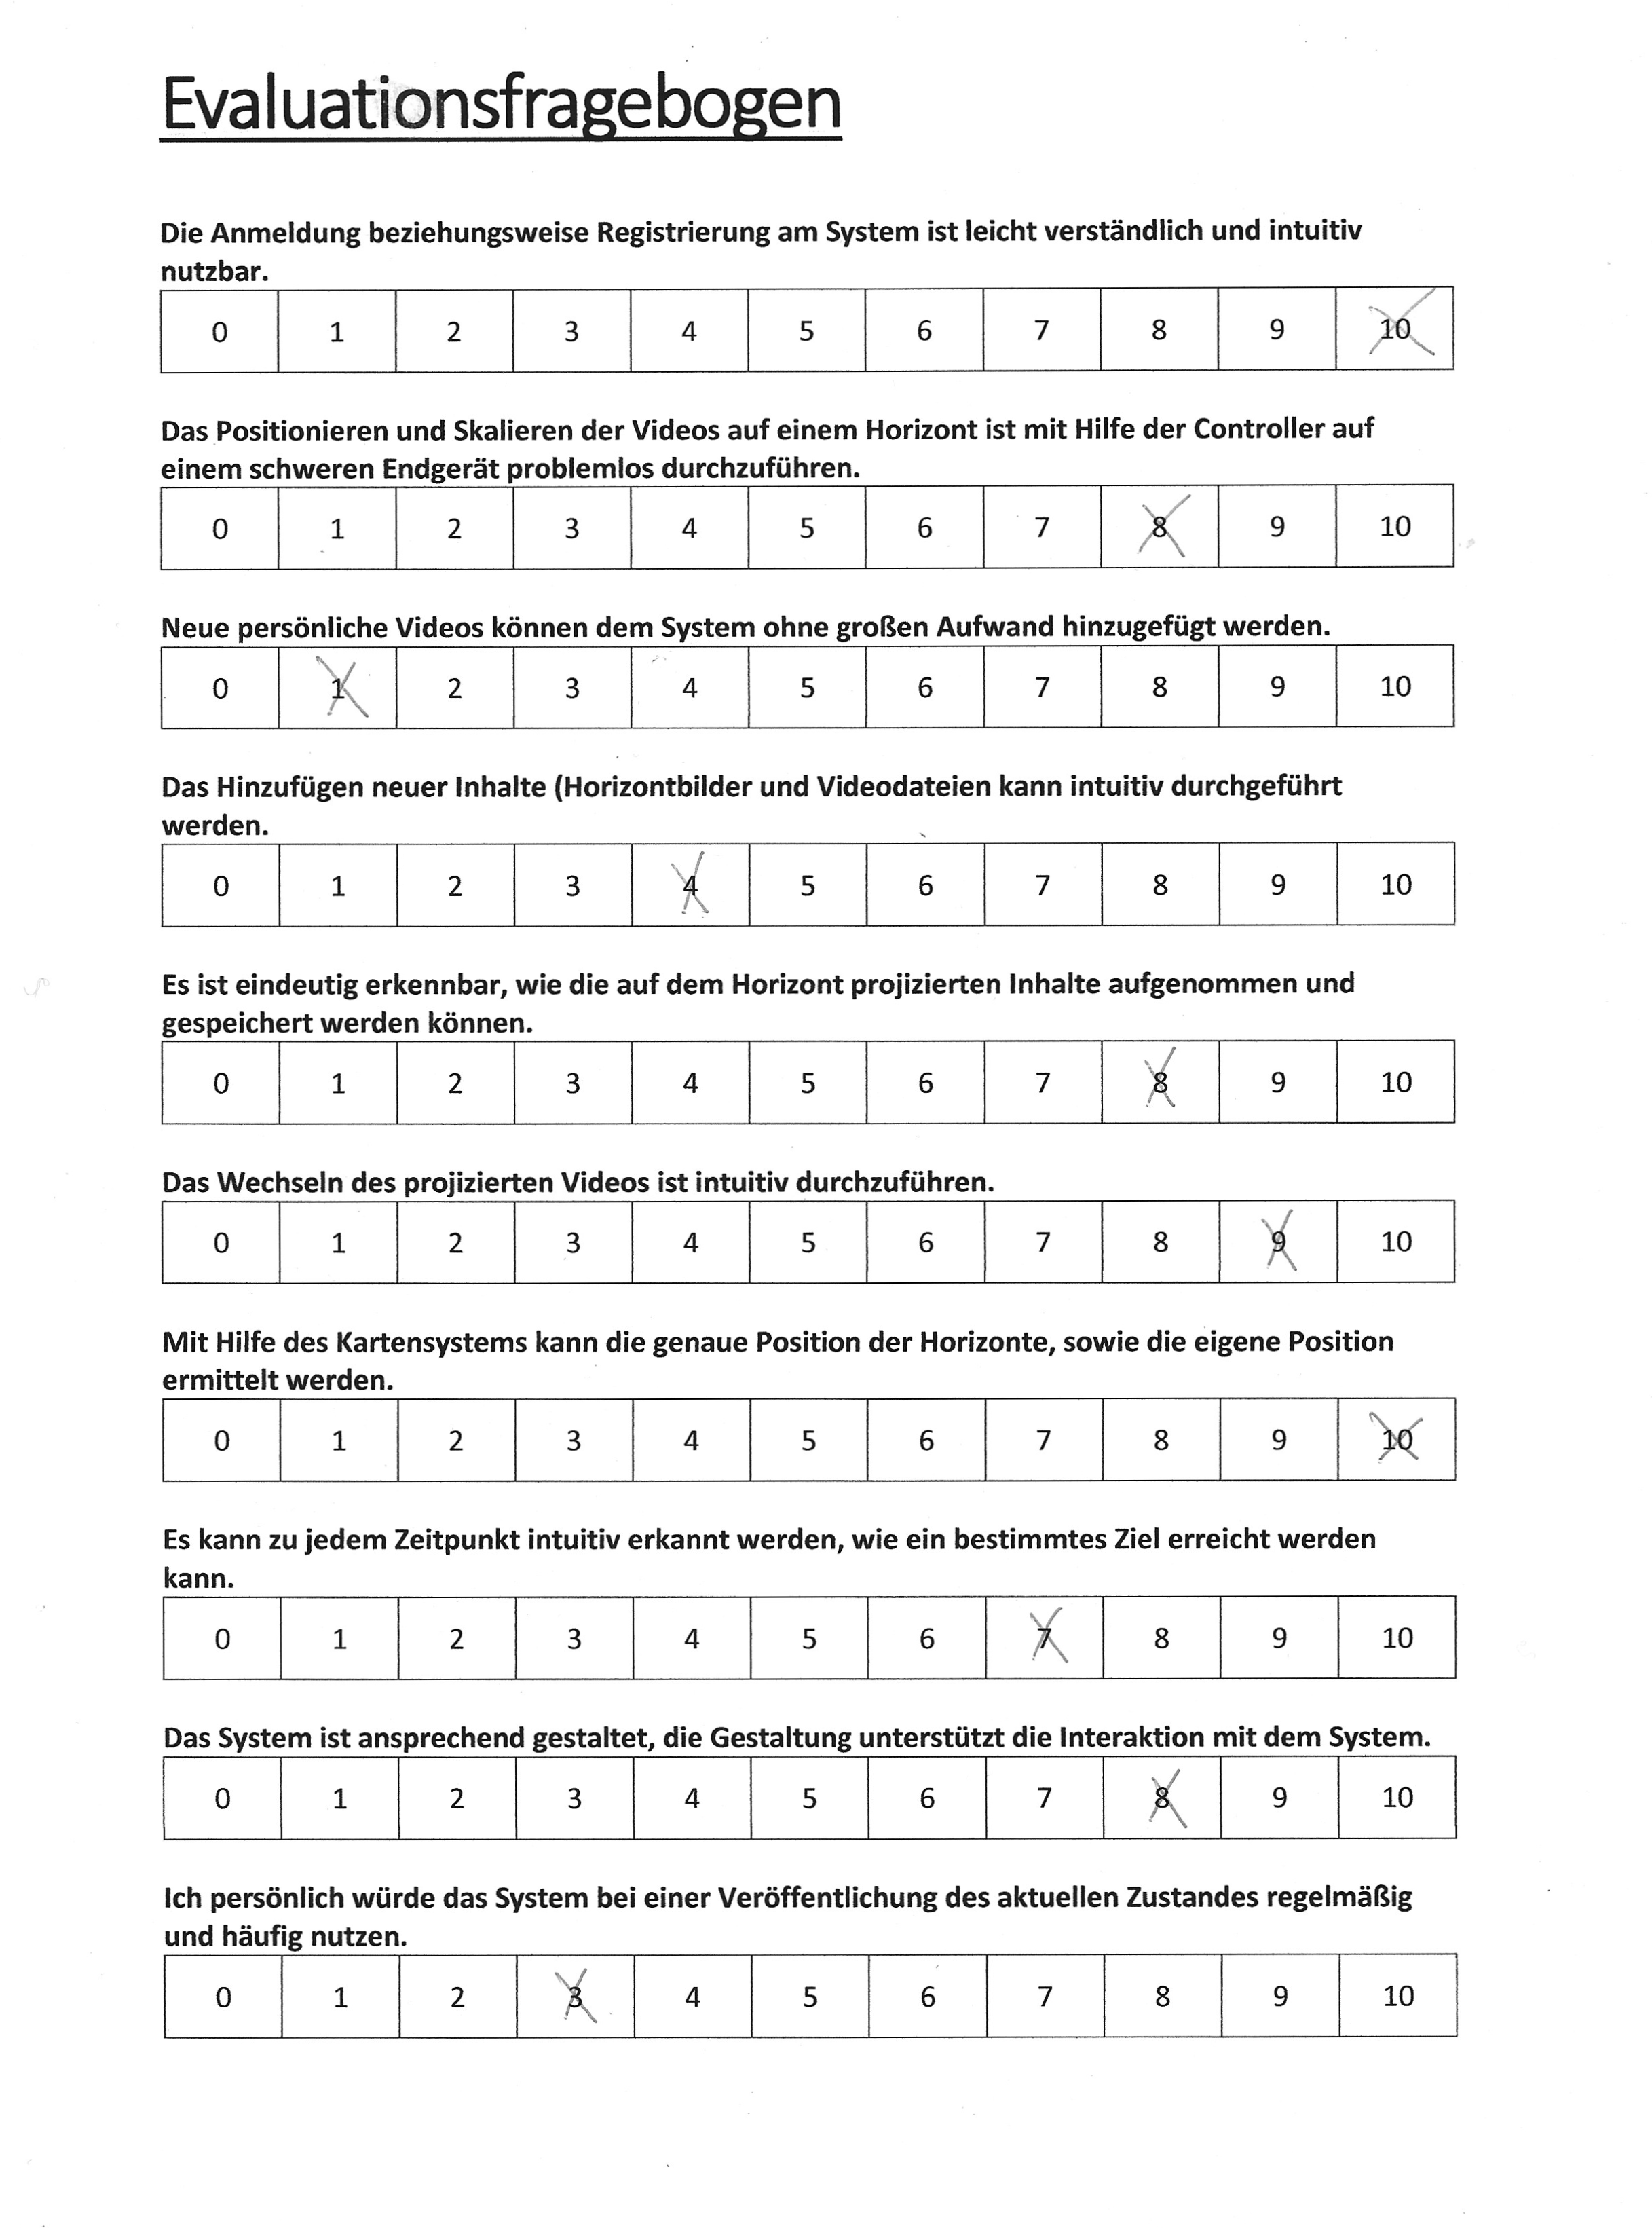 Evaluationsfragebogen
Die Anmeldung beziehungsweise Registrierung am System ist leicht verständlich und intuitiv
nutzbar.
0 1 2 3 4 5 6 7 8 9 10
Das Positionieren und Skalieren der Videos auf einem Horizont ist mit Hilfe der Controller auf
einem schweren Endgerät problemlos durchzuführen.
0 1 2 3 4 5 6 7 8 9 10
Neue persönliche Videos können dem System ohne großen Aufwand hinzugefügt werden.
0 1 2 3 4 5 6 7 8 9 10
Das Hinzufügen neuer Inhalte (Horizontbilder und Videodateien kann intuitiv durchgeführt
werden.
0 1 2 3 4 5 6 7 8 9 10
Es ist eindeutig erkennbar, wie die auf dem Horizont projizierten Inhalte aufgenommen und
gespeichert werden können.
0 1 2 3 4 5 6 7 8 9 10
Das Wechseln des projizierten Videos ist intuitiv durchzuführen.
0 1 2 3 4 5 6 7 8 9 10
Mit Hilfe des Kartensystems kann die genaue Position der Horizonte, sowie die eigene Position
ermittelt werden.
0 1 2 3 4 5 6 7 8 9 10
Es kann zu jedem Zeitpunkt intuitiv erkannt werden, wie ein bestimmtes Ziel erreicht werden
kann.
0 1 2 3 4 5 6 7 8 9 10
Das System ist ansprechend gestaltet, die Gestaltung unterstützt die Interaktion mit dem System.
0 1 2 3 4 5 6 7 8 9 10
Ich persönlich würde das System bei einer Veröffentlichung des aktuellen Zustandes regelmäßig
und häufig nutzen.
0 1 2 3 4 5 6 7 8 9 10